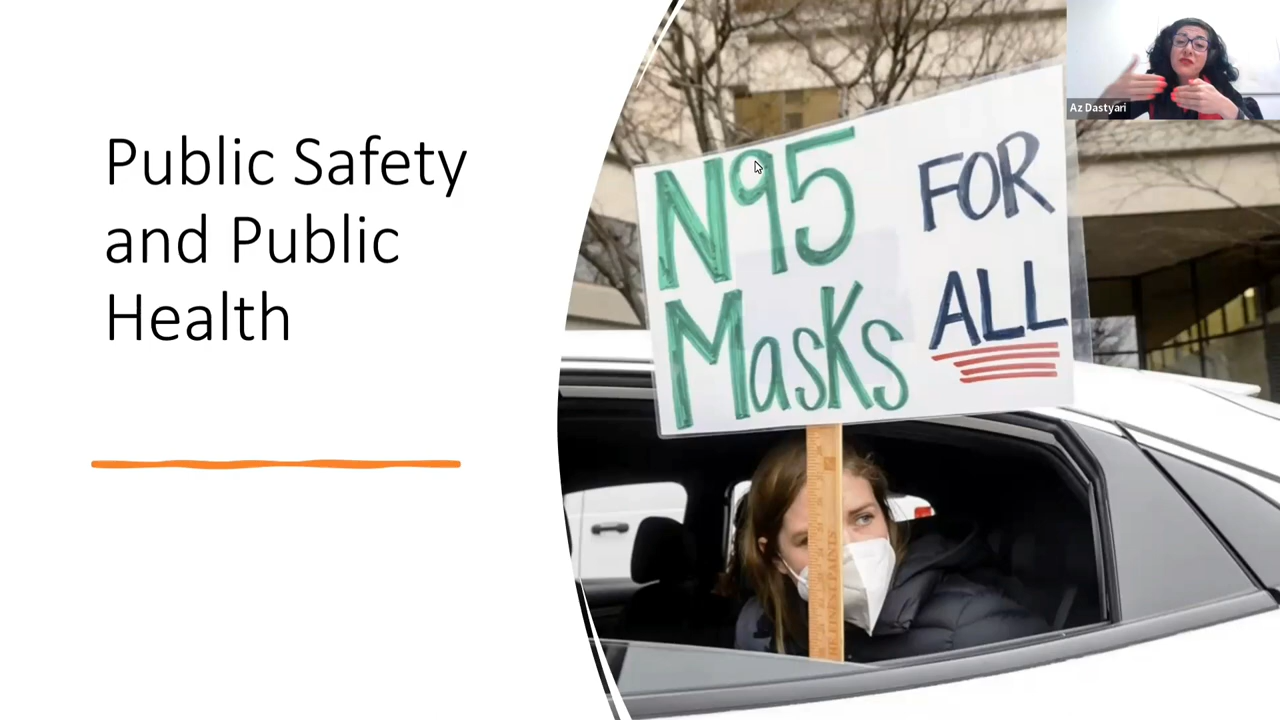 Public Safety
and Public
Health
N95
Masks
FOR
ALL
Az Dastyari